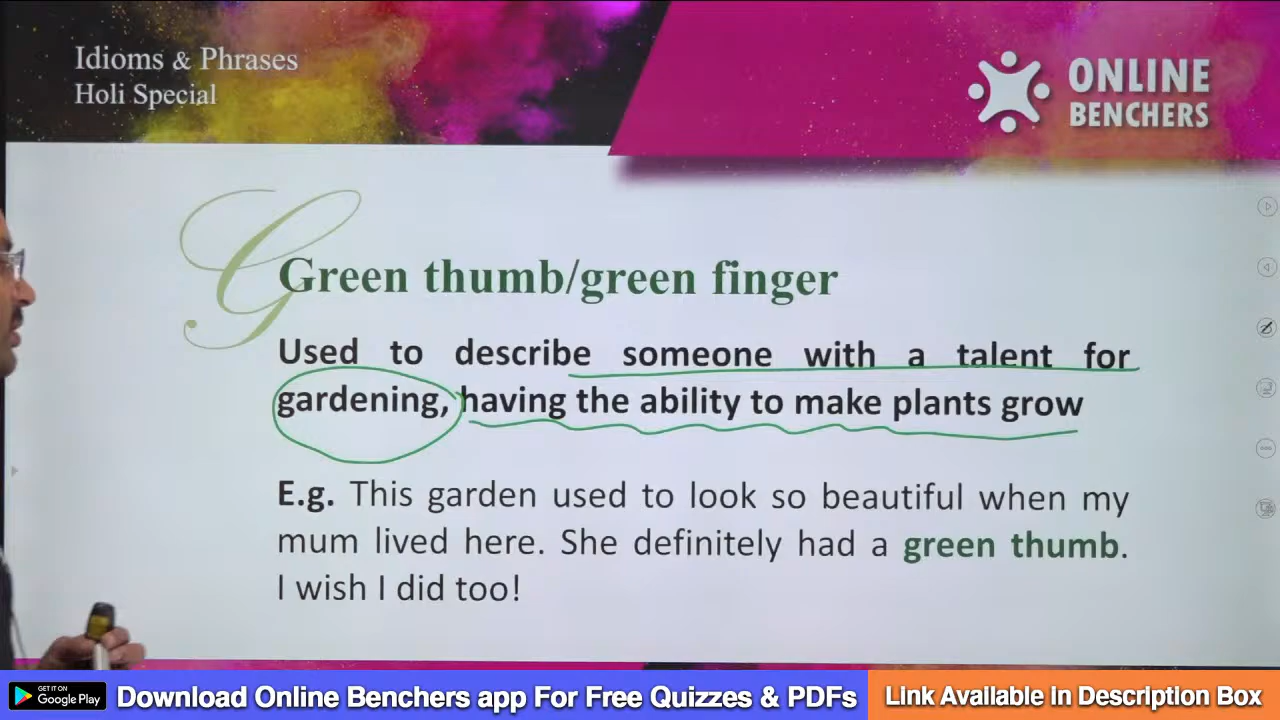 Idioms & Phrases
Holi Special
ONLINE
BENCHERS
Green thumb/green finger
Used to describe someone with a talent for
gardening, having the ability to make plants grow
E.g. This garden used to look so beautiful when my
mum lived here. She definitely had a green thumb.
I wish I did too!
GET IT ON
Google Play
Download Online Benchers app For Free Quizzes & PDFs
Link Available In Description Box